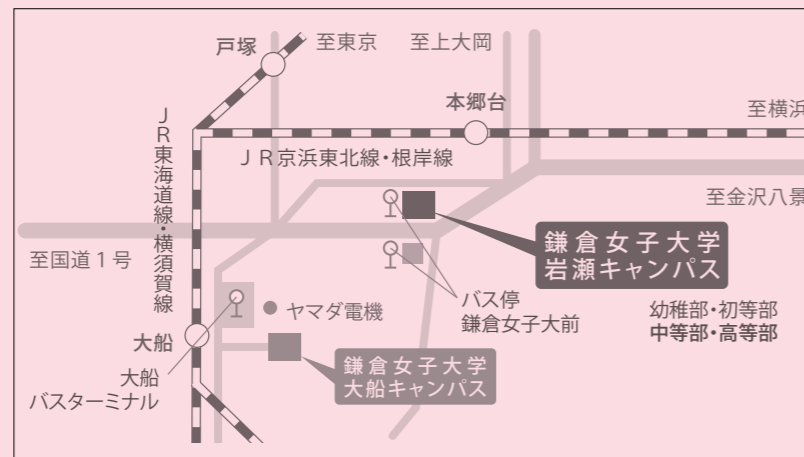 戸塚
至東京
至上大岡
本郷台
至横浜
JR東海道線・横須賀線
JR京浜東北線・根岸線
至金沢八景
至国道1号
鎌倉女子大学
岩瀬キャンパス
バス停
鎌倉女子大前
幼稚部・初等部
中等部・高等部
ヤマダ電機
大船
大船
バスターミナル
鎌倉女子大学
大船キャンパス